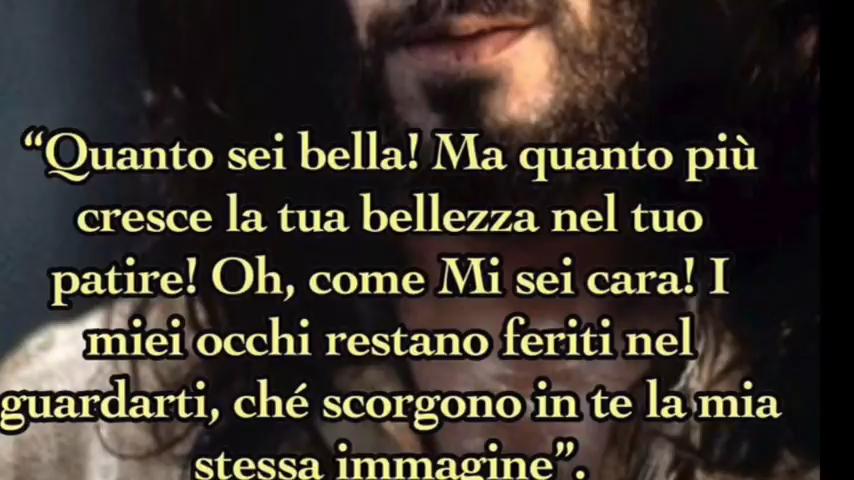 “Quanto sei bella! Ma quanto più
cresce la tua bellezza nel tuo
patire! Oh, come Mi sei cara! I
miei occhi restano feriti nel
guardarti, ché scorgono in te la mia
stessa immagine”.